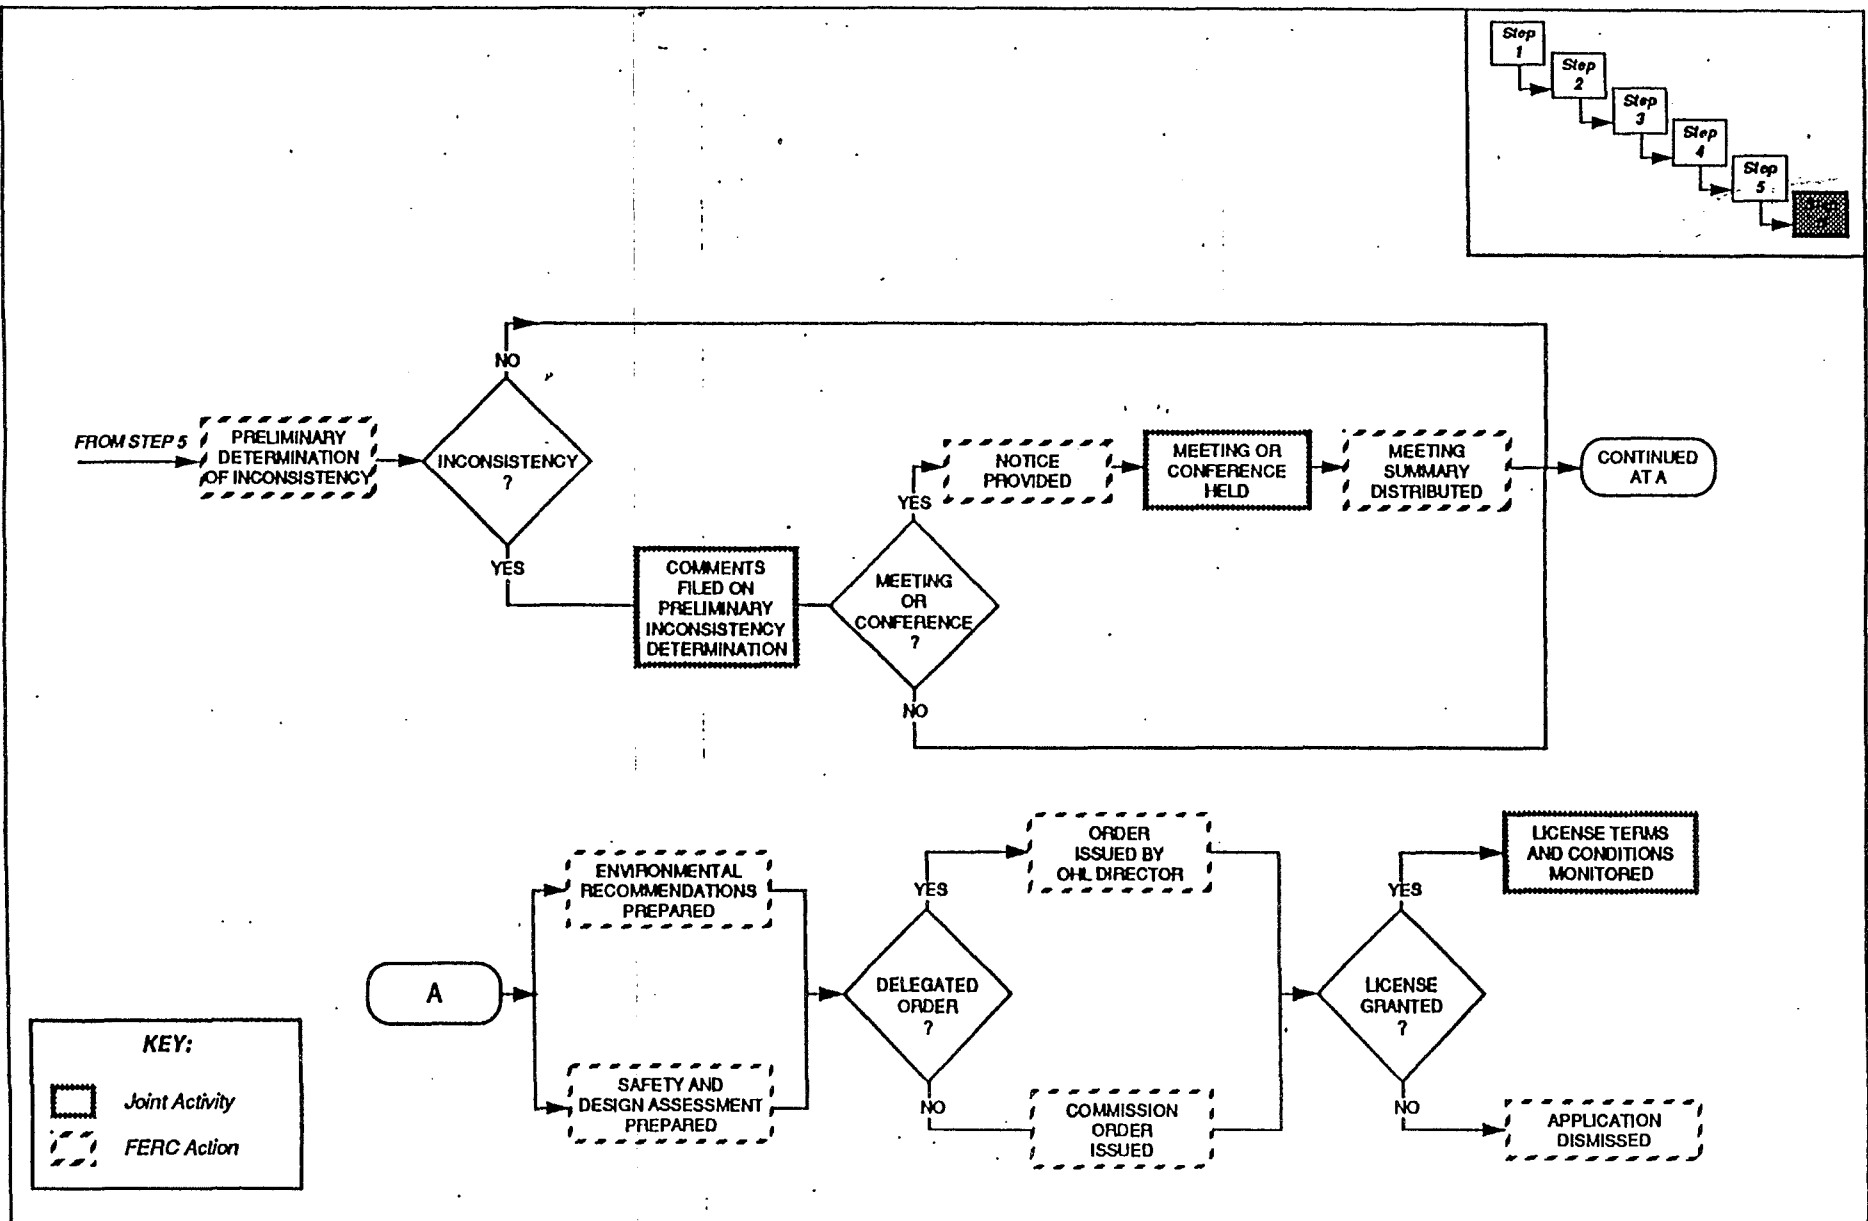 Step
1
Step
2
Step
3
Step
4
Step
5
Step
NO
FROM STEP 5
PRELIMINARY
DETERMINATION
OF INCONSISTENCY
INCONSISTENCY
?
YES
COMMENTS
FILED ON
PRELIMINARY
INCONSISTENCY
DETERMINATION
MEETING
OR
CONFERENCE
?
YES
NOTICE
PROVIDED
MEETING OR
CONFERENCE
HELD
MEETING
SUMMARY
DISTRIBUTED
CONTINUED
AT A
NO
A
ENVIRONMENTAL
RECOMMENDATIONS
PREPARED
SAFETY AND
DESIGN ASSESSMENT
PREPARED
DELEGATED
ORDER
?
YES
ORDER
ISSUED BY
OHL DIRECTOR
NO
COMMISSION
ORDER
ISSUED
LICENSE
GRANTED
?
YES
LICENSE TERMS
AND CONDITIONS
MONITORED
NO
APPLICATION
DISMISSED
KEY:
Joint Activity
FERC Action